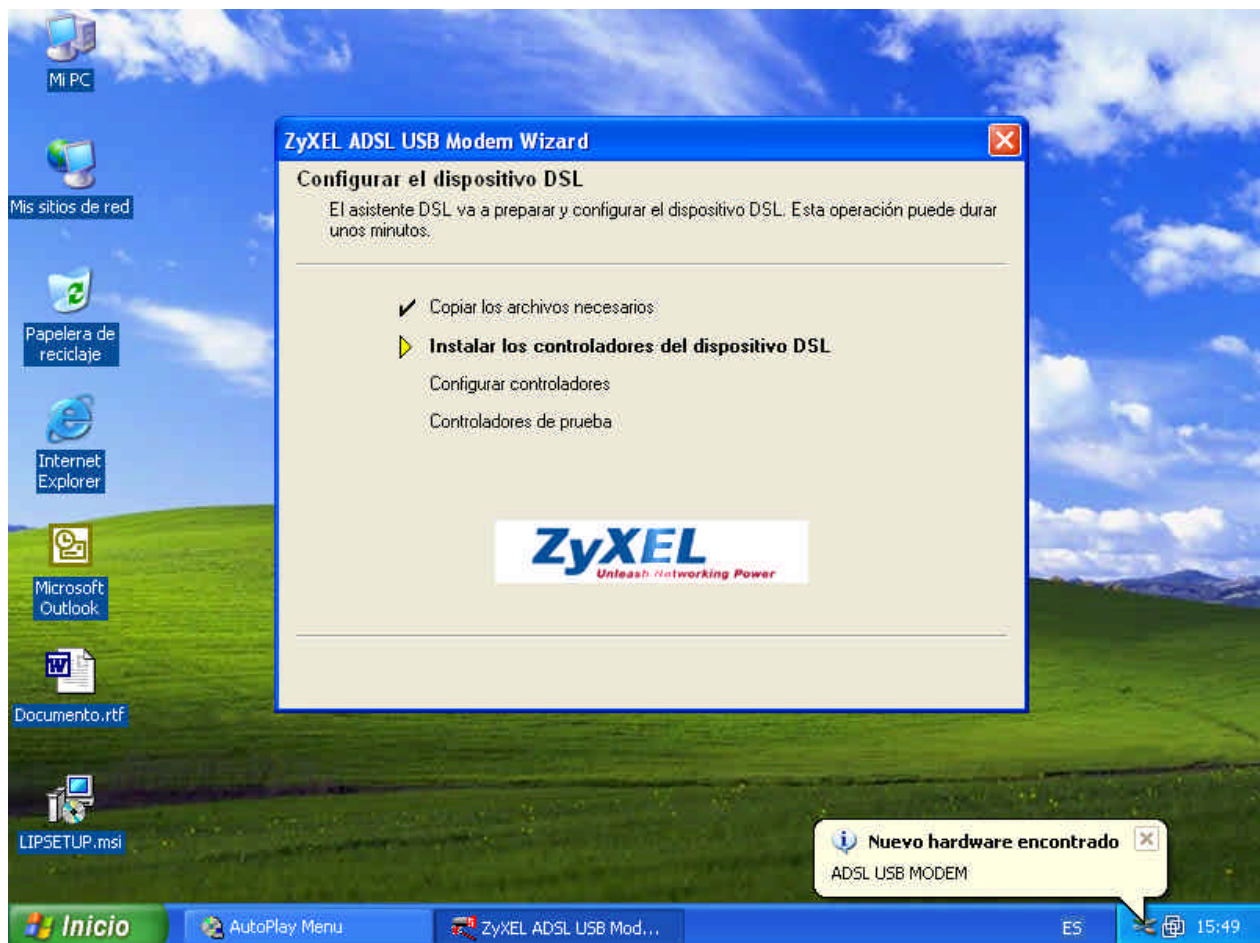 Mi PC
Mis sitios de red
Papelera de
reciclaje
Internet
Explorer
Microsoft
Outlook
Documento.rtf
LIPSETUP.msi
ZyXEL ADSL USB Modem Wizard
Configurar el dispositivo DSL
El asistente DSL va a preparar y configurar el dispositivo DSL. Esta operación puede durar
unos minutos.
Copiar los archivos necesarios
Instalar los controladores del dispositivo DSL
Configurar controladores
Controladores de prueba
ZyXEL
Unleash Networking Power
Nuevo hardware encontrado
ADSL USB MODEM
Inicio
AutoPlay Menu
ZyXEL ADSL USB Mod...
ES
15:49